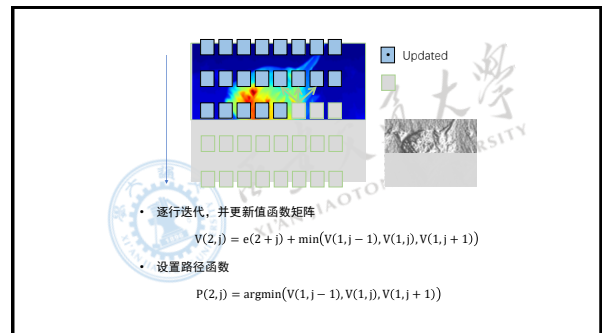 Updated
• 逐行迭代，并更新值函数矩阵
V(2, j) = e(2 + j) + min(V(1, j − 1), V(1, j), V(1, j + 1))
• 设置路径函数
P(2, j) = argmin(V(1, j − 1), V(1, j), V(1, j + 1))